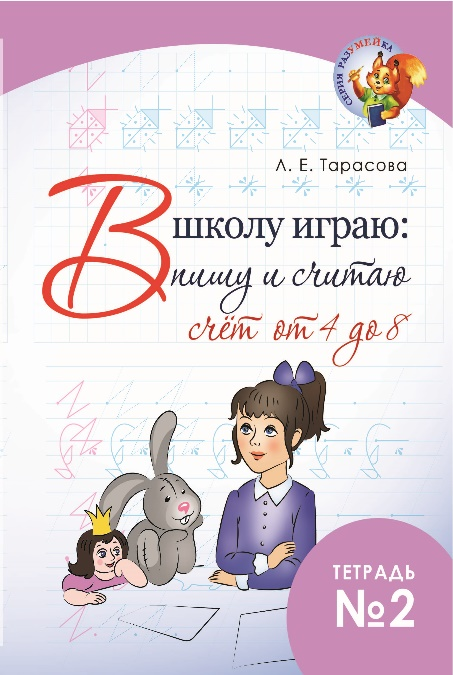 СЕРИЯ РАЗУМЕЙКА
Л. Е. Тарасова
В школу играю:
пишу и считаю
счёт от 4 до 8
ТЕТРАДЬ
№2